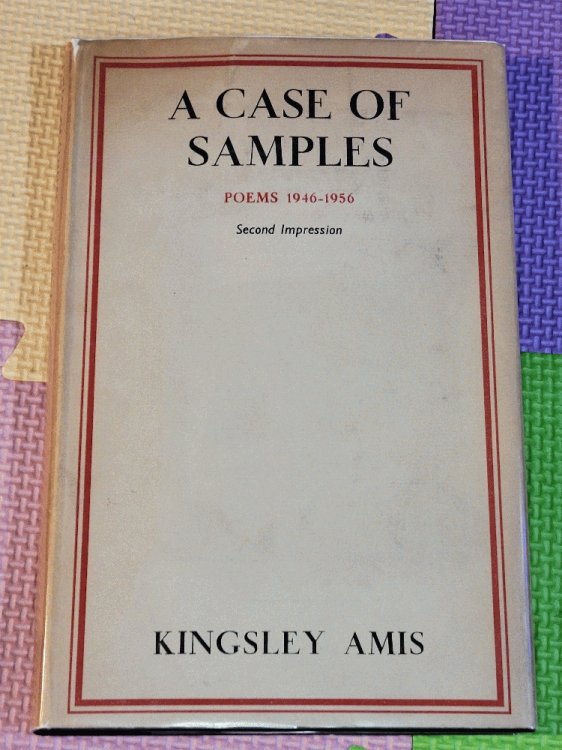 A CASE OF
SAMPLES
POEMS 1946-1956
Second Impression
KINGSLEY AMIS